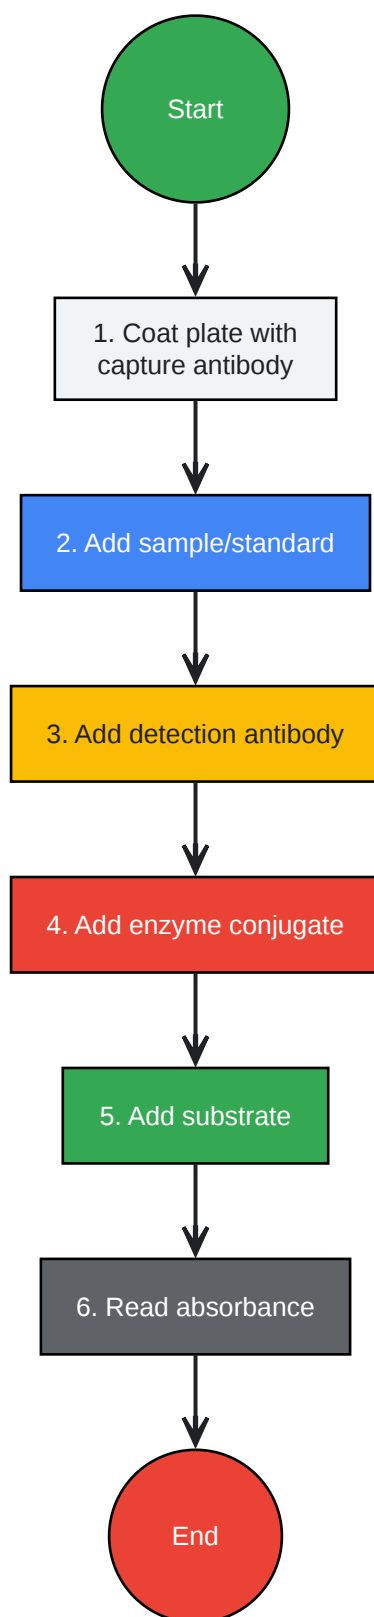 Start
1. Coat plate with
capture antibody
2. Add sample/standard
3. Add detection antibody
4. Add enzyme conjugate
5. Add substrate
6. Read absorbance
End